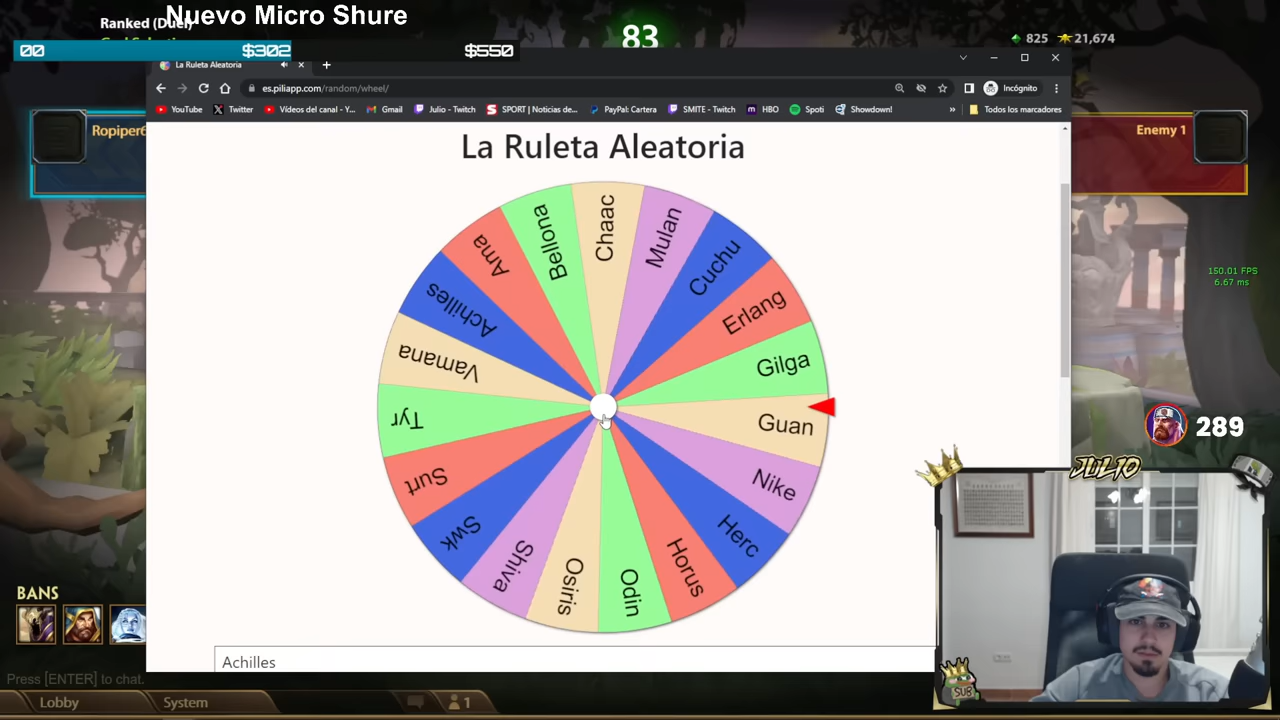 Ranked (Duel)
Nuevo Micro Shure
00
$302
$550
83
825
21,674
La Ruleta Aleatoria
es.piliapp.com/random/wheel/
Incógnito
YouTube
Twitter
Vídeos del canal - Y...
Gmail
Julio - Twitch
SPORT | Noticias de...
PayPal: Cartera
SMITE - Twitch
HBO
Spoti
Showdown!
»
Todos los marcadores
Enemy 1
La Ruleta Aleatoria
Chaac
Mulan
Cuchu
Erlang
Gilga
Guan
Nike
Herc
Horus
Odin
Osiris
Shiva
Swk
Surt
Tyr
Vamana
Achilles
Ama
Bellona
Achilles
150.01 FPS
6.67 ms
289
JUL10
SUB
BANS
Press [ENTER] to chat.
Lobby
System
1